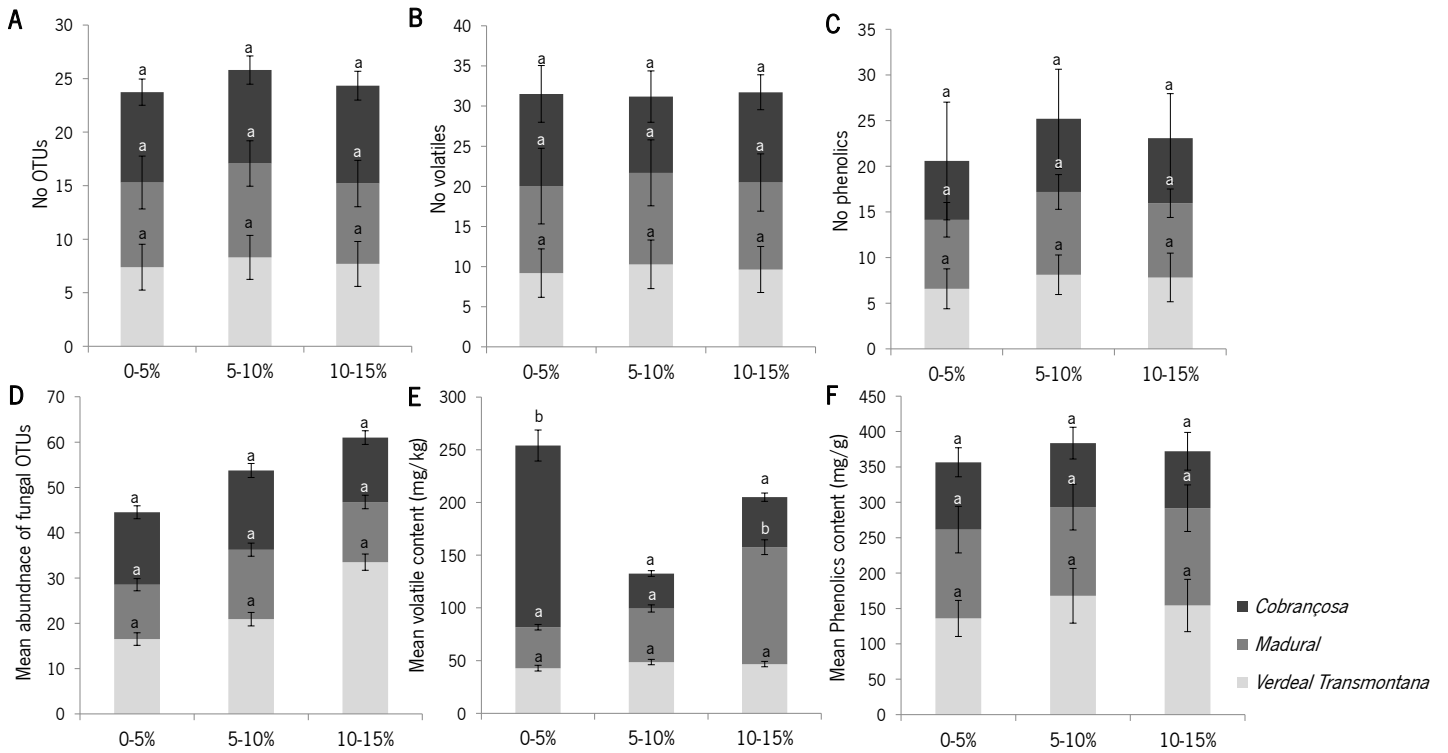 A
No OTUs
30
25
20
15
10
5
0
a
a
a
a
a
a
a
a
a
0-5%
5-10%
10-15%
B
No volatiles
40
35
30
25
20
15
10
5
0
a
a
a
a
a
a
a
a
a
0-5%
5-10%
10-15%
C
No phenolics
35
30
25
20
15
10
5
0
a
a
a
a
a
a
a
a
a
0-5%
5-10%
10-15%
D
Mean abundnace of fungal OTUs
70
60
50
40
30
20
10
0
a
a
a
a
a
a
a
a
a
0-5%
5-10%
10-15%
E
Mean volatile content (mg/kg)
300
250
200
150
100
50
0
b
a
a
a
a
b
a
a
a
0-5%
5-10%
10-15%
F
Mean Phenolics content (mg/g)
450
400
350
300
250
200
150
100
50
0
a
a
a
a
a
a
a
a
a
0-5%
5-10%
10-15%
Cobrançosa
Madural
Verdeal Transmontana